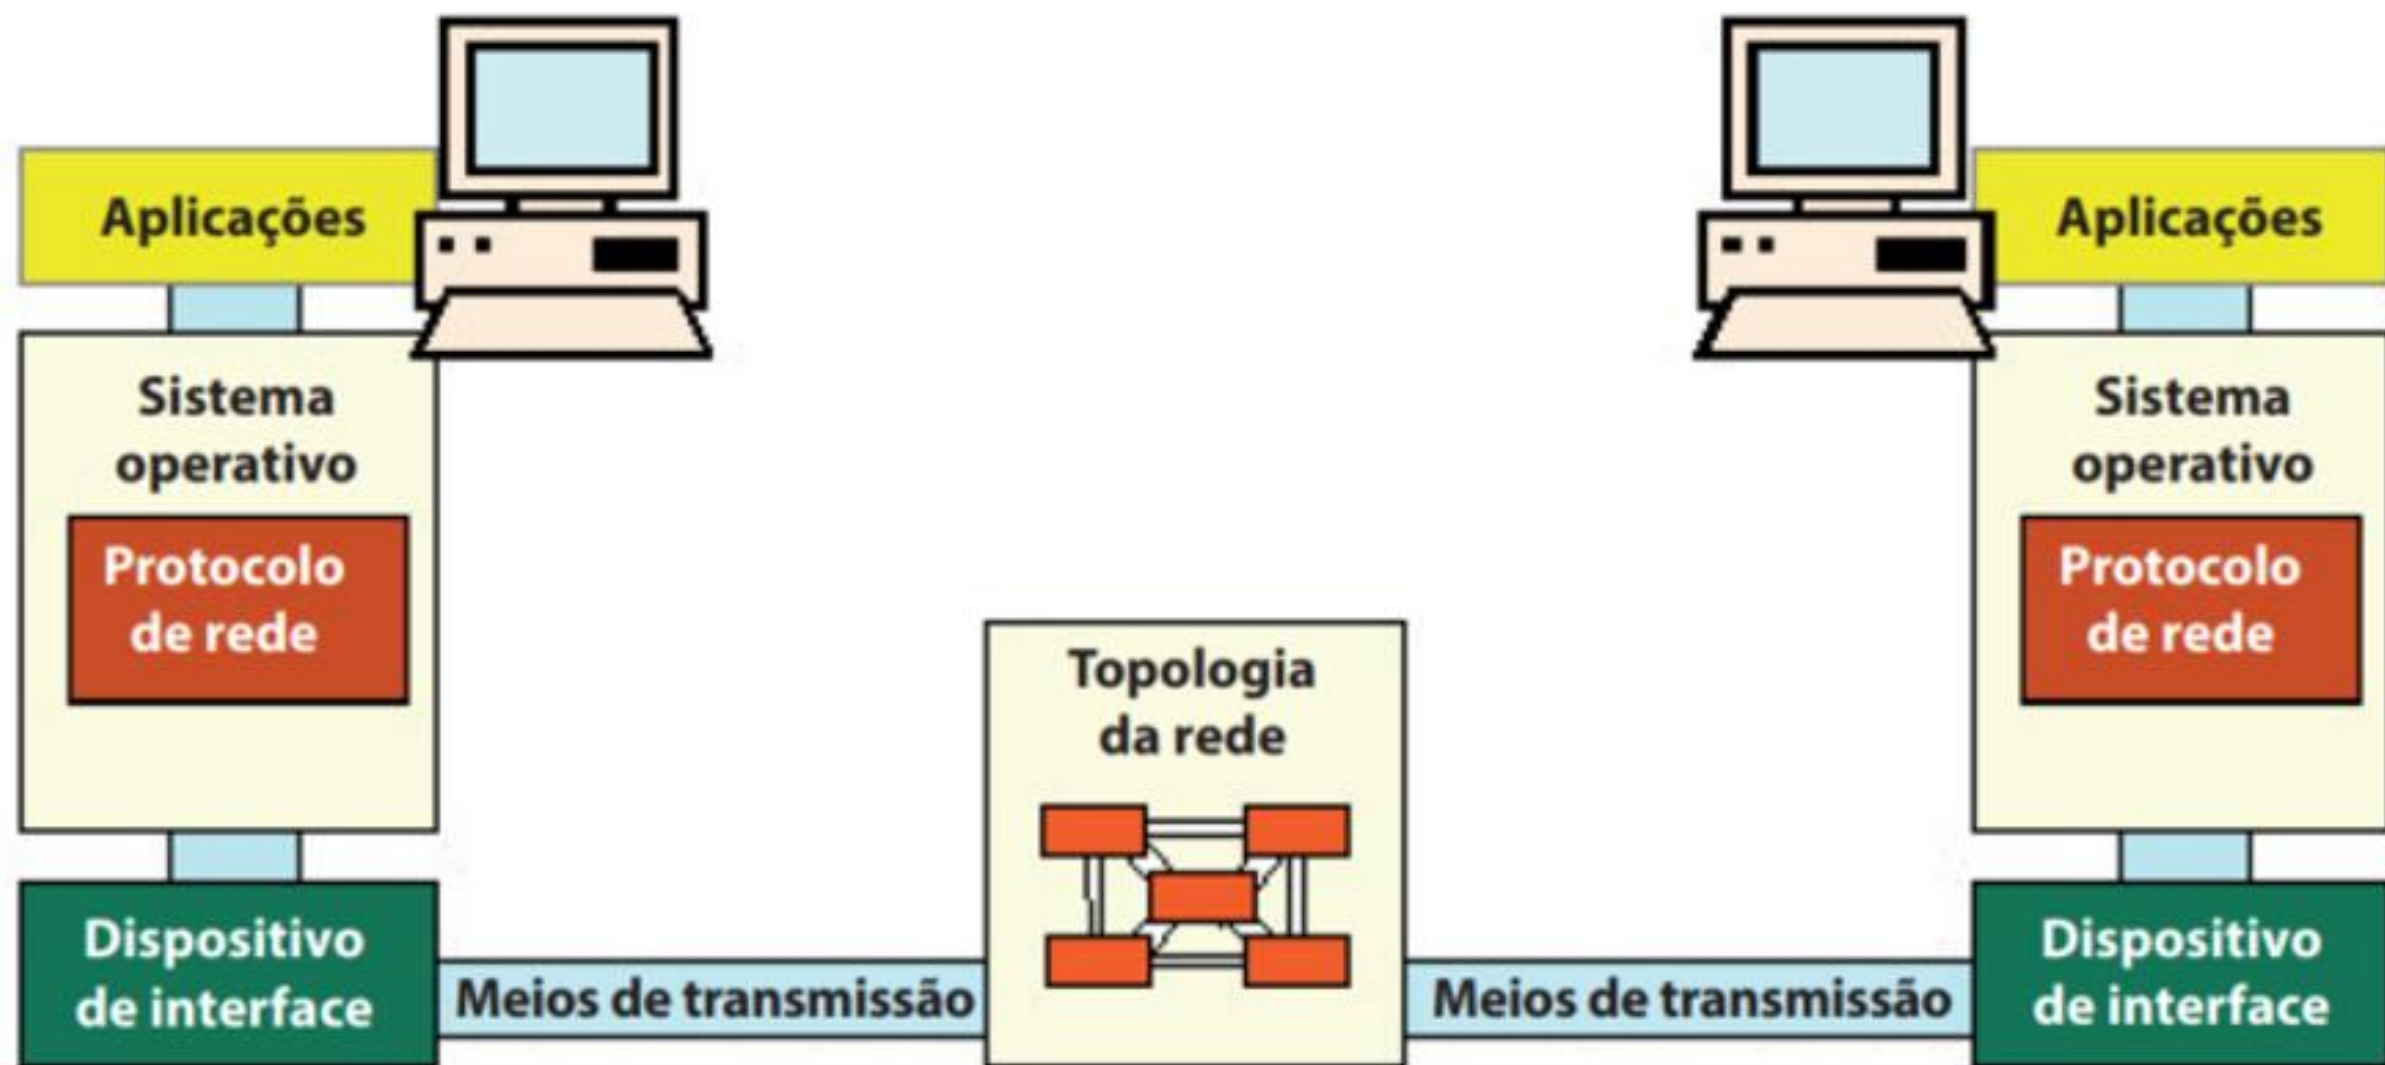 Aplicações
Sistema
operativo
Protocolo
de rede
Dispositivo
de interface
Meios de transmissão
Topologia
da rede
Meios de transmissão
Aplicações
Sistema
operativo
Protocolo
de rede
Dispositivo
de interface